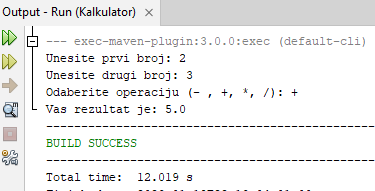 Output - Run (Kalkulator) ×
--- exec-maven-plugin:3.0.0:exec (default-cli)
Unesite prvi broj: 2
Unesite drugi broj: 3
Odaberite operaciju (- , +, *, /): +
Vas rezultat je: 5.0
------------------------------------------------
BUILD SUCCESS
------------------------------------------------
Total time:  12.019 s